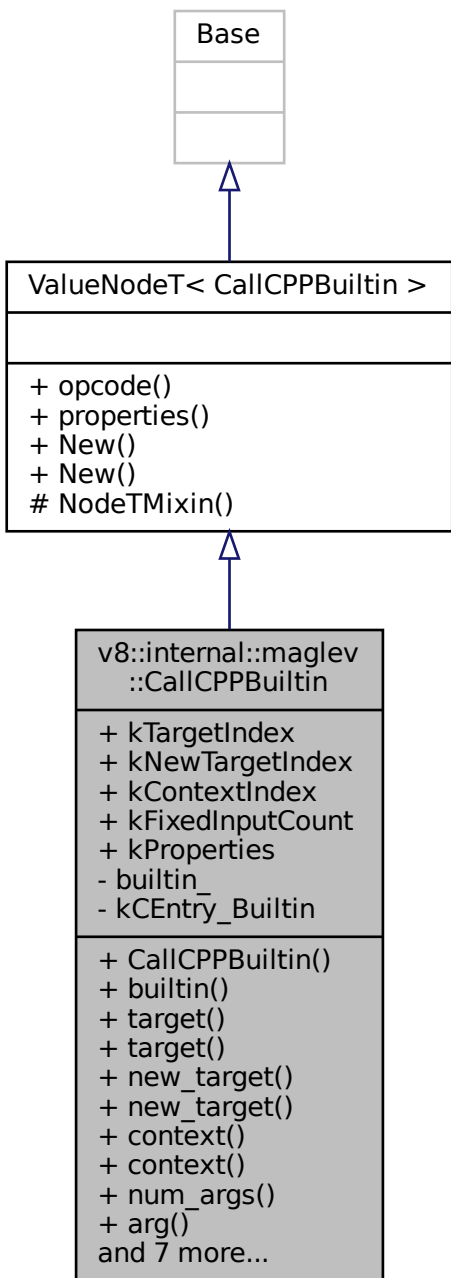 Base
ValueNodeT< CallCPPBuiltin >
+ opcode()
+ properties()
+ New()
+ New()
# NodeTMixin()
v8::internal::maglev
::CallCPPBuiltin
+ kTargetIndex
+ kNewTargetIndex
+ kContextIndex
+ kFixedInputCount
+ kProperties
- builtin_
- kCEntry_Builtin
+ CallCPPBuiltin()
+ builtin()
+ target()
+ target()
+ new_target()
+ new_target()
+ context()
+ context()
+ num_args()
+ arg()
and 7 more...